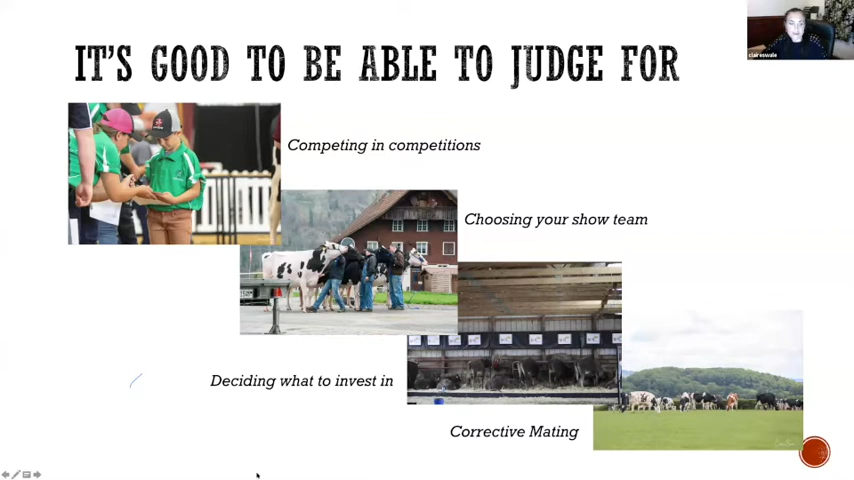 IT'S GOOD TO BE ABLE TO JUDGE FOR
claireswale
Competing in competitions
Choosing your show team
Deciding what to invest in
Corrective Mating